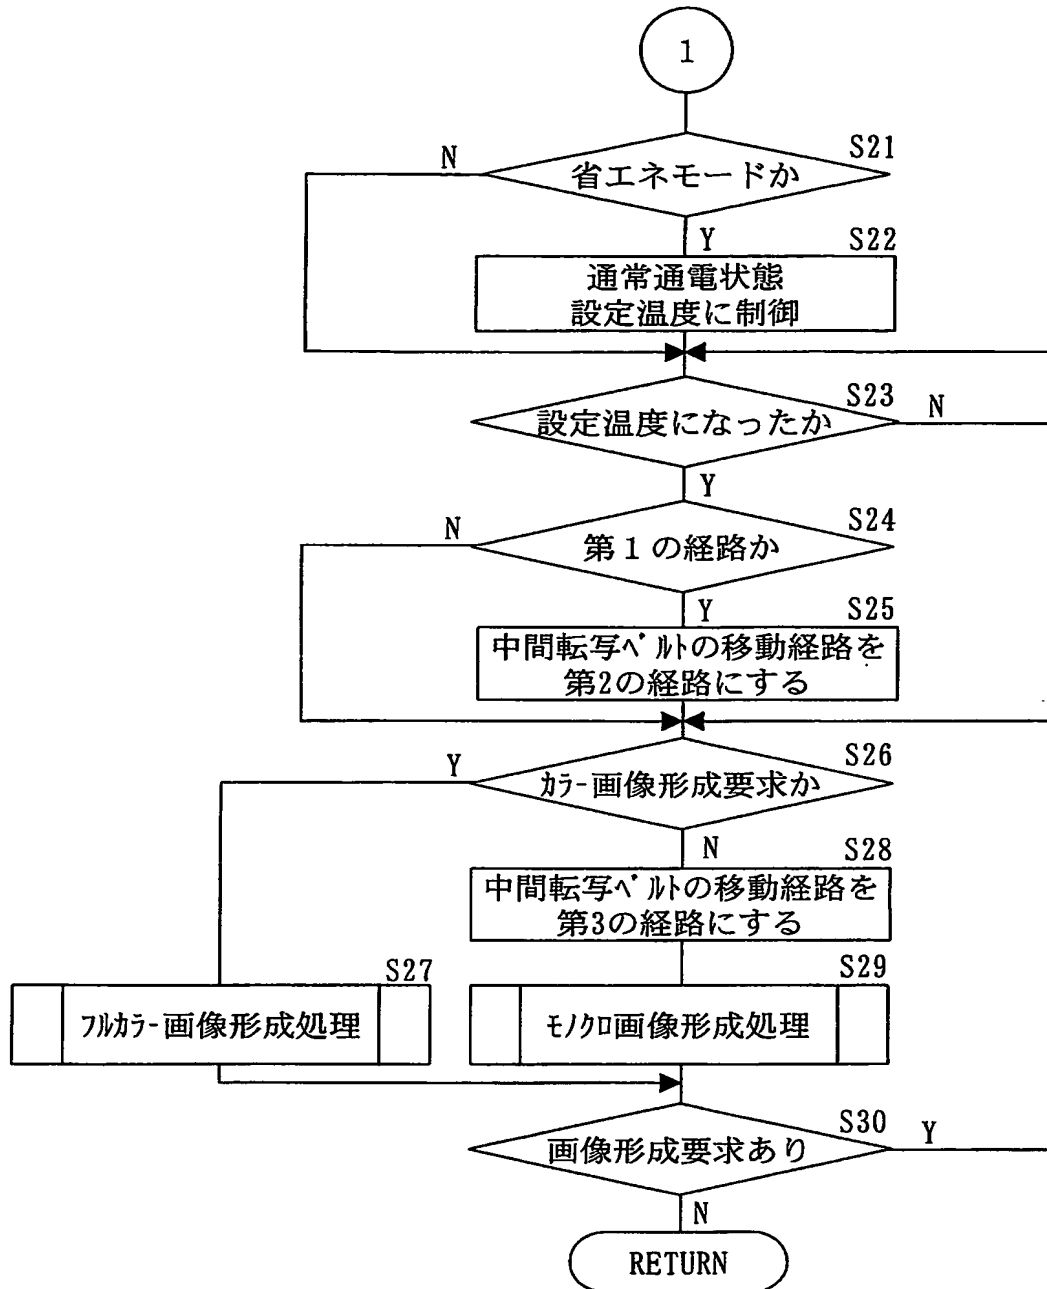 1
N
省エネモードか
S21
Y
S22
通常通電状態
設定温度に制御
設定温度になったか
S23
N
Y
N
第１の経路か
S24
Y
S25
中間転写ﾍﾞﾙﾄの移動経路を
第2の経路にする
Y
ｶﾗｰ画像形成要求か
S26
N
S28
中間転写ﾍﾞﾙﾄの移動経路を
第3の経路にする
S27
ﾌﾙｶﾗｰ画像形成処理
S29
ﾓﾉｸﾛ画像形成処理
S30
画像形成要求あり
Y
N
RETURN